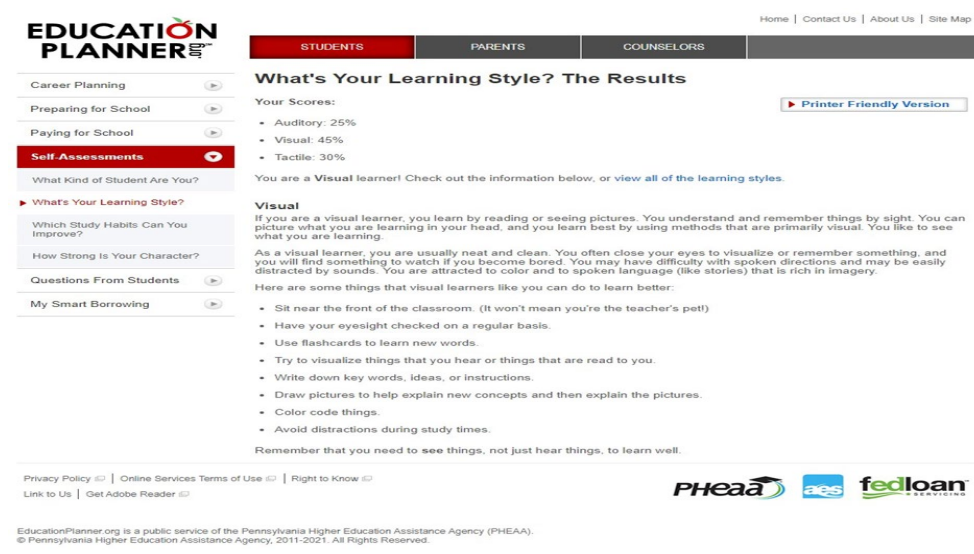 Home | Contact Us | About Us | Site Map
EDUCATION
PLANNER.org
STUDENTS
PARENTS
COUNSELORS
Career Planning
Preparing for School
Paying for School
Self-Assessments
What Kind of Student Are You?
What's Your Learning Style?
Which Study Habits Can You
Improve?
How Strong Is Your Character?
Questions From Students
My Smart Borrowing
What's Your Learning Style? The Results
Printer Friendly Version
Your Scores:
• Auditory: 25%
• Visual: 45%
• Tactile: 30%
You are a Visual learner! Check out the information below, or view all of the learning styles.
Visual
If you are a visual learner, you learn by reading or seeing pictures. You understand and remember things by sight. You can
picture what you are learning in your head, and you learn best by using methods that are primarily visual. You like to see
what you are learning.
As a visual learner, you are usually neat and clean. You often close your eyes to visualize or remember something, and
you will find something to watch if you become bored. You may have difficulty with spoken directions and may be easily
distracted by sounds. You are attracted to color and to spoken language (like stories) that is rich in imagery.
Here are some things that visual learners like you can do to learn better:
• Sit near the front of the classroom. (It won't mean you're the teacher's pet!)
• Have your eyesight checked on a regular basis.
• Use flashcards to learn new words.
• Try to visualize things that you hear or things that are read to you.
• Write down key words, ideas, or instructions.
• Draw pictures to help explain new concepts and then explain the pictures.
• Color code things.
• Avoid distractions during study times.
Remember that you need to see things, not just hear things, to learn well.
Privacy Policy | Online Services Terms of Use | Right to Know
Link to Us | Get Adobe Reader
PHEAA
aes
fedloan
SERVICING
EducationPlanner.org is a public service of the Pennsylvania Higher Education Assistance Agency (PHEAA).
© Pennsylvania Higher Education Assistance Agency, 2011-2021. All Rights Reserved.